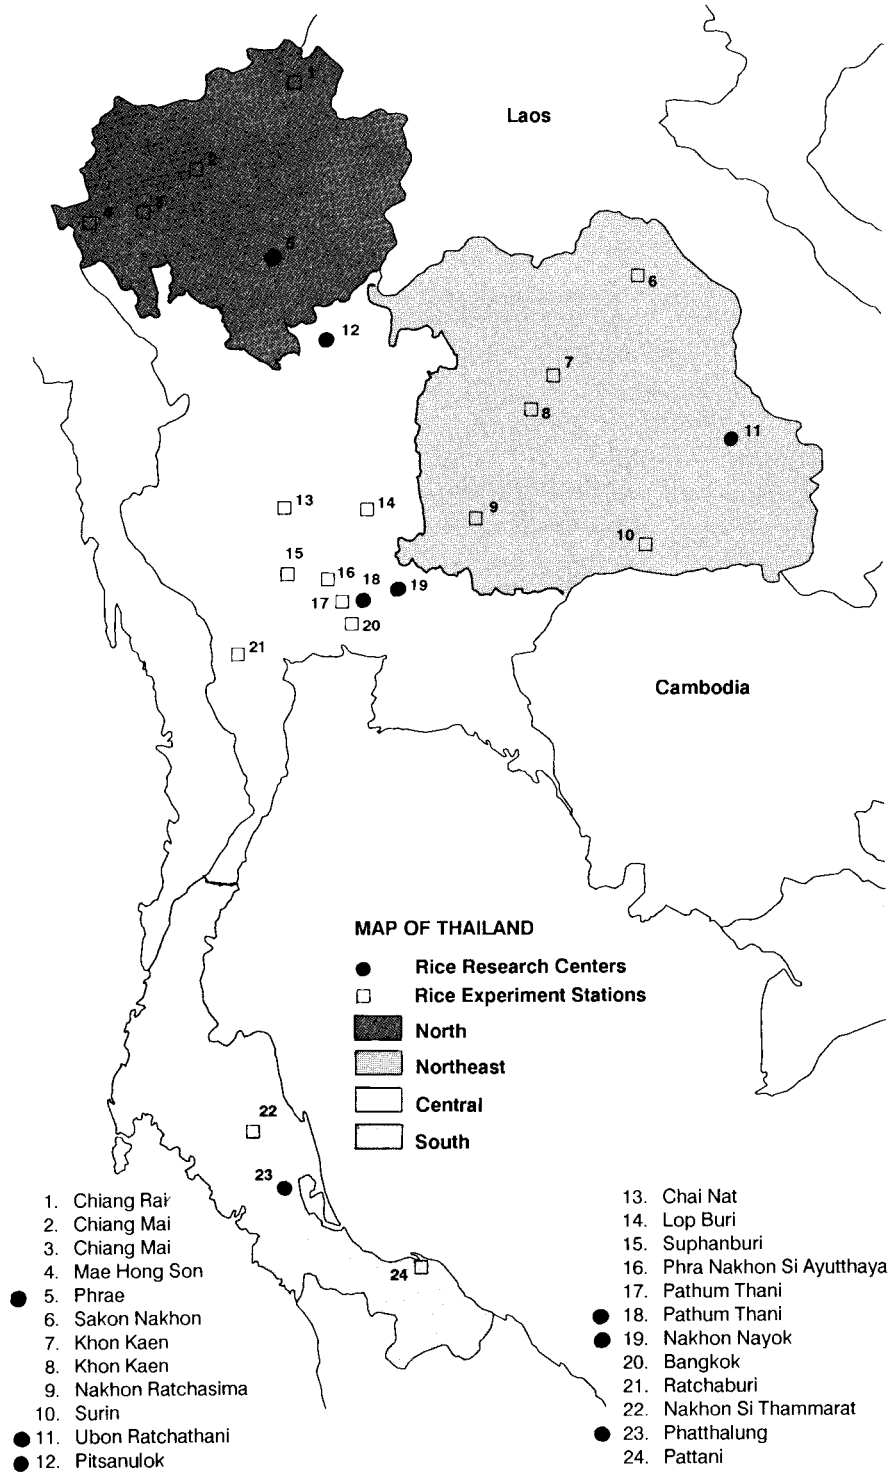 1
Laos
2
3
4
5
6
12
7
8
11
13
14
9
10
15
16
18
19
17
20
21
Cambodia
MAP OF THAILAND
Rice Research Centers
Rice Experiment Stations
North
Northeast
Central
South
22
23
24
1. Chiang Rai
2. Chiang Mai
3. Chiang Mai
4. Mae Hong Son
5. Phrae
6. Sakon Nakhon
7. Khon Kaen
8. Khon Kaen
9. Nakhon Ratchasima
10. Surin
11. Ubon Ratchathani
12. Pitsanulok
13. Chai Nat
14. Lop Buri
15. Suphanburi
16. Phra Nakhon Si Ayutthaya
17. Pathum Thani
18. Pathum Thani
19. Nakhon Nayok
20. Bangkok
21. Ratchaburi
22. Nakhon Si Thammarat
23. Phatthalung
24. Pattani